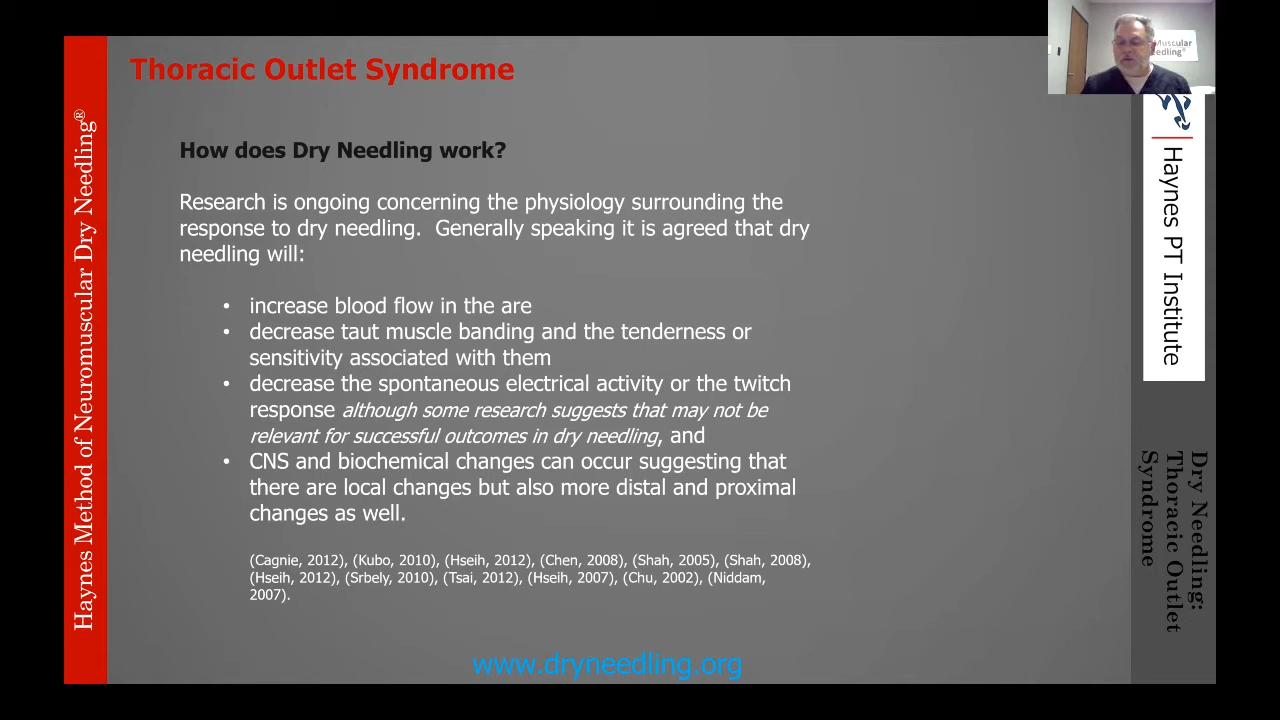 Thoracic Outlet Syndrome
How does Dry Needling work?
Research is ongoing concerning the physiology surrounding the
response to dry needling. Generally speaking it is agreed that dry
needling will:
• increase blood flow in the are
• decrease taut muscle banding and the tenderness or
sensitivity associated with them
• decrease the spontaneous electrical activity or the twitch
response although some research suggests that may not be
relevant for successful outcomes in dry needling, and
• CNS and biochemical changes can occur suggesting that
there are local changes but also more distal and proximal
changes as well.
(Cagnie, 2012), (Kubo, 2010), (Hseih, 2012), (Chen, 2008), (Shah, 2005), (Shah, 2008),
(Hseih, 2012), (Srbely, 2010), (Tsai, 2012), (Hseih, 2007), (Chu, 2002), (Niddam,
2007).
www.dryneedling.org
Haynes Method of Neuromuscular Dry Needling®
Haynes PT Institute
Dry Needling:
Thoracic Outlet
Syndrome